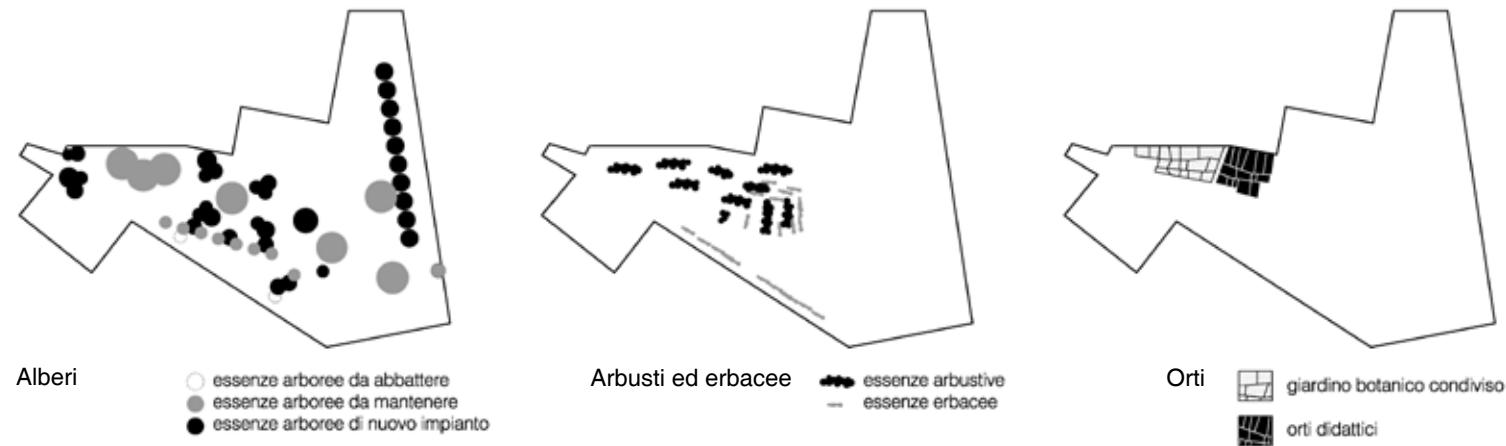 Alberi
essenze arboree da abbattere
essenze arboree da mantenere
essenze arboree di nuovo impianto
Arbusti ed erbacee
essenze arbustive
essenze erbacee
Orti
giardino botanico condiviso
orti didattici